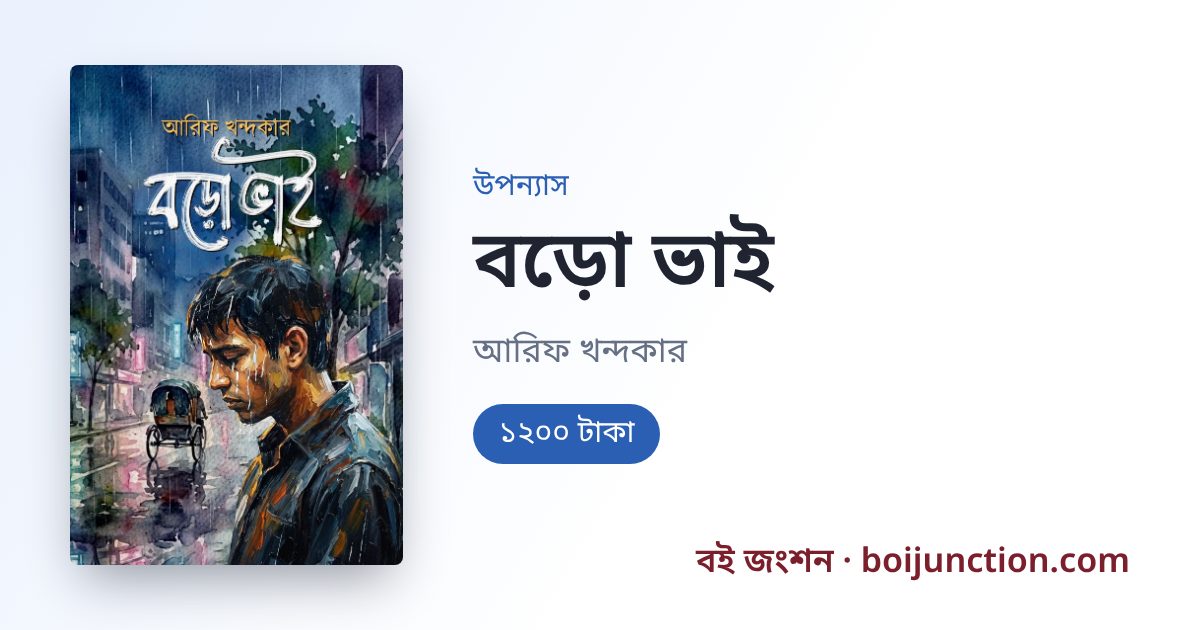 আরিফ খন্দকার
বড়ো ভাই
উপন্যাস
বড়ো ভাই
আরিফ খন্দকার
১২০০ টাকা
বই জংশন · boijunction.com